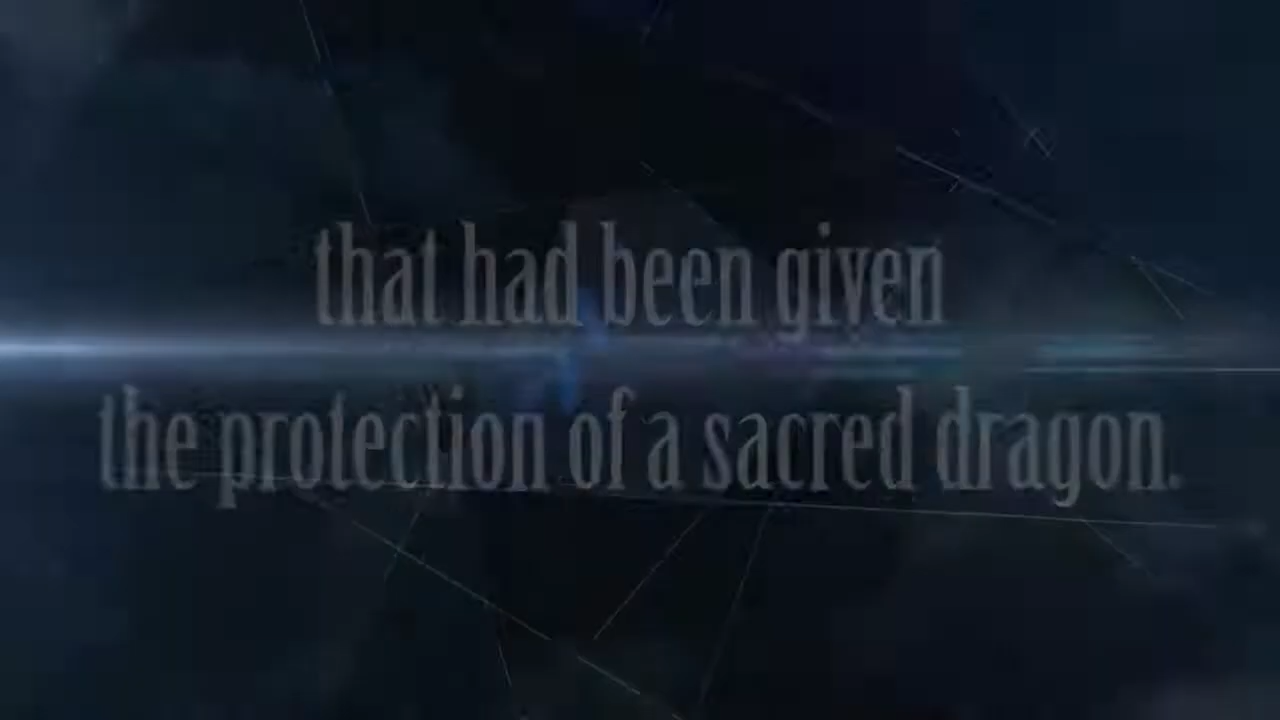 that had been given
the protection of a sacred dragon.